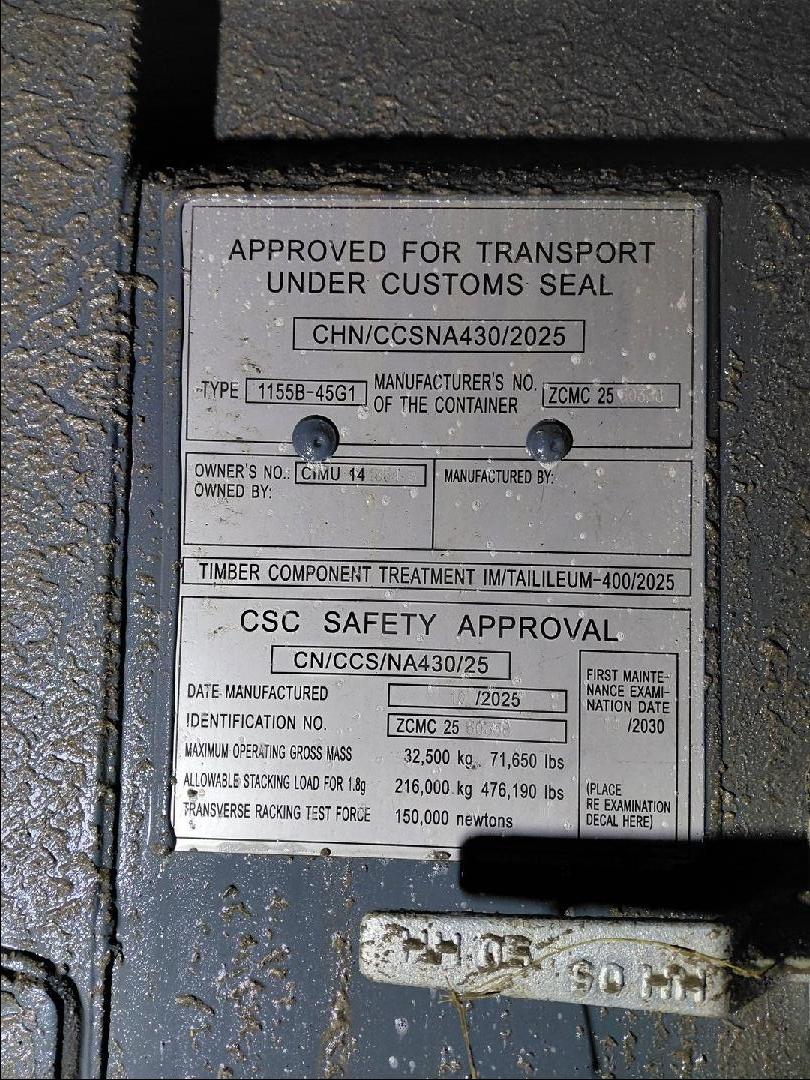 APPROVED FOR TRANSPORT
UNDER CUSTOMS SEAL
CHN/CCSNA430/2025
TYPE 1155B-45G1 MANUFACTURER'S NO. OF THE CONTAINER ZCMC 25
OWNER'S NO.: CIMU 14
OWNED BY:
MANUFACTURED BY:
TIMBER COMPONENT TREATMENT IM/TAILILEUM-400/2025
CSC SAFETY APPROVAL
CN/CCS/NA430/25
DATE MANUFACTURED /2025
IDENTIFICATION NO. ZCMC 25
MAXIMUM OPERATING GROSS MASS 32,500 kg 71,650 lbs
ALLOWABLE STACKING LOAD FOR 1.8g 216,000 kg 476,190 lbs
TRANSVERSE RACKING TEST FORCE 150,000 newtons
FIRST MAINTE-
NANCE EXAMI-
NATION DATE
/2030
(PLACE
RE EXAMINATION
DECAL HERE)